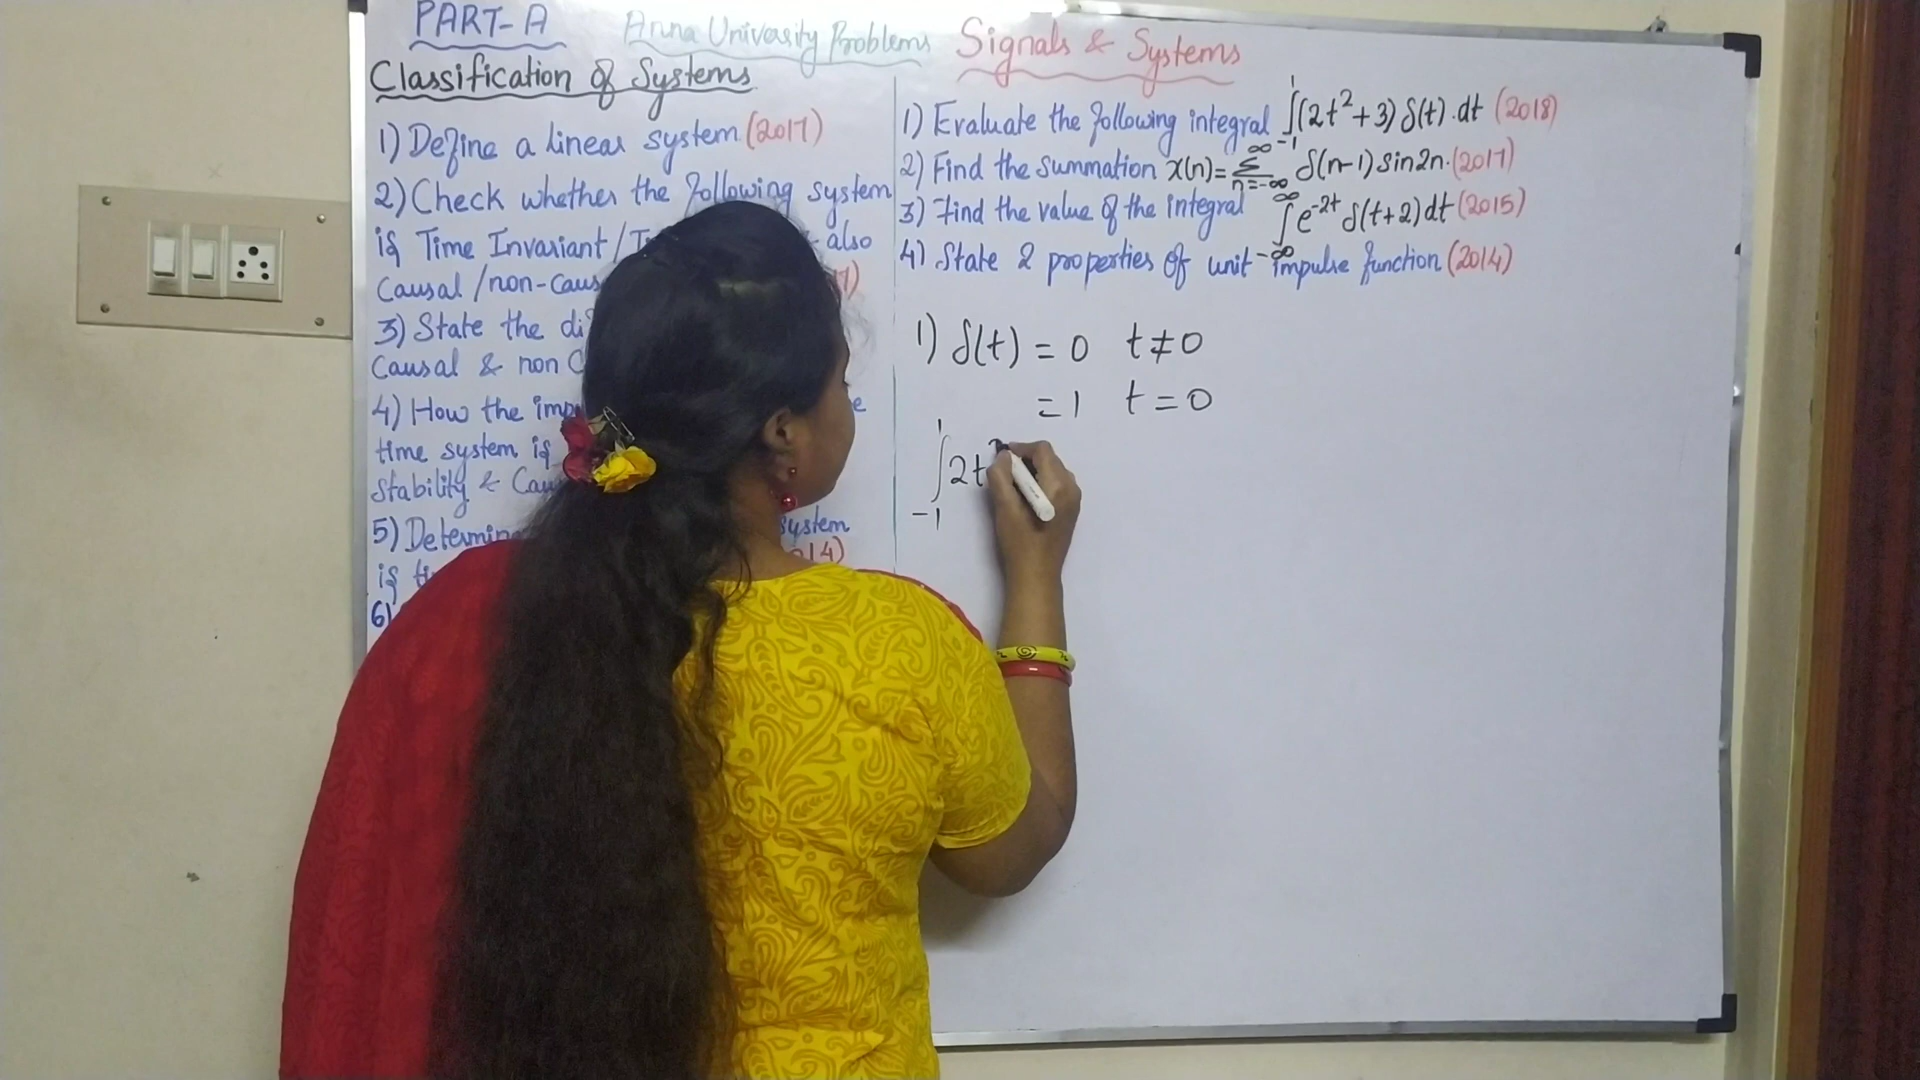 PART-A
Anna University Problems
Signals & Systems
Classification of Systems
1) Define a linear system (2017)
2) Check whether the following system
is Time Invariant/ also
Causal /non-caus
3) State the di
Causal & non C
4) How the imp e
time system is
Stability & Cau
5) Determin system
is 014)
6)
1) Evaluate the following integral ∫₋₁¹(2t²+3) δ(t).dt (2018)
2) Find the summation x(n)=Σ_{n=-∞}^{∞} δ(n-1) sin2n. (2017)
3) Find the value of the integral ∫_{-∞}^{∞} e^{-2t} δ(t+2)dt (2015)
4) State 2 properties of unit impulse function (2014)
1) δ(t) = 0 t≠0
= 1 t = 0
∫₋₁¹ 2t